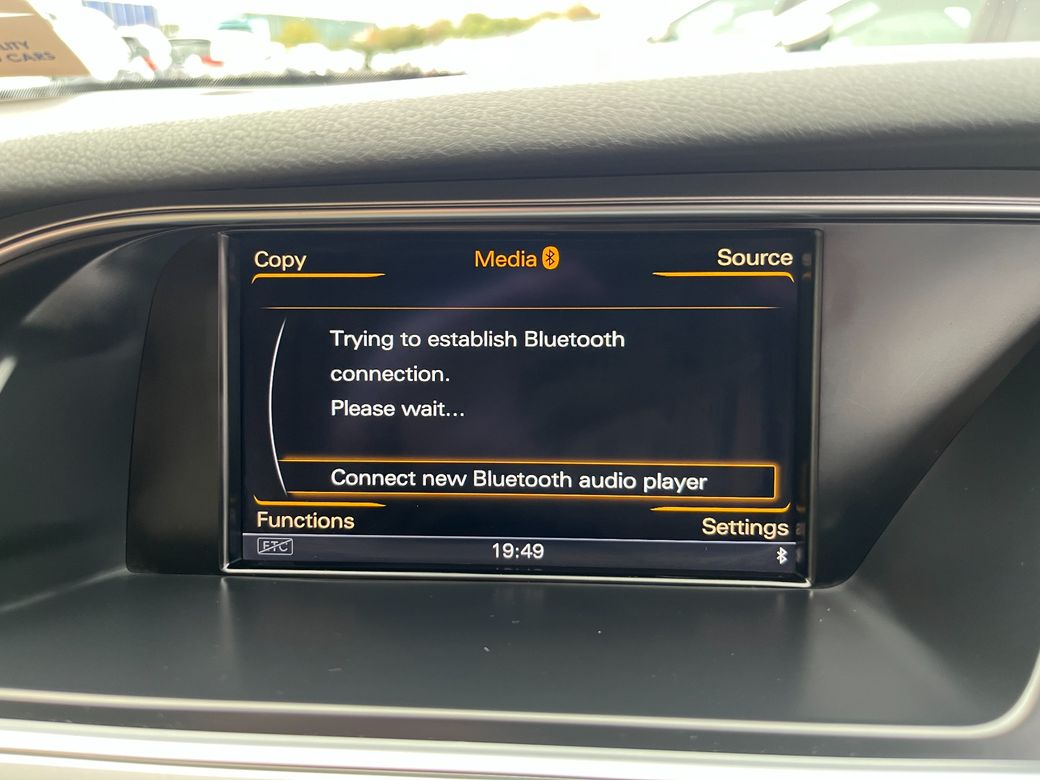 CARS
Copy
Media
Source
Trying to establish Bluetooth
connection.
Please wait...
Connect new Bluetooth audio player
Functions
Settings
ETC
19:49